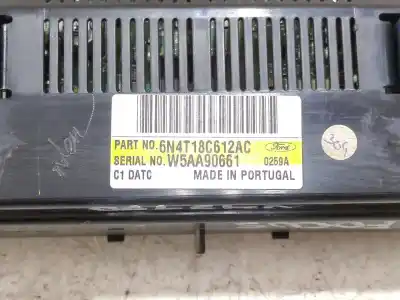 PART NO. 6N4T18C612AC
Ford
SERIAL NO. W5AA90661 0259A
C1 DATC MADE IN PORTUGAL